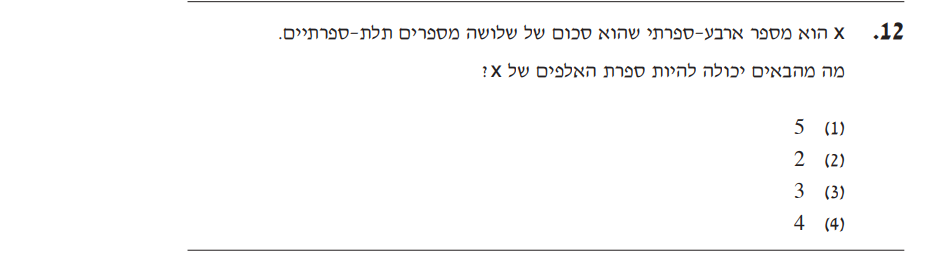 12. X הוא מספר ארבע-ספרתי שהוא סכום של שלושה מספרים תלת-ספרתיים.
מה מהבאים יכולה להיות ספרת האלפים של X?
(1) 5
(2) 2
(3) 3
(4) 4